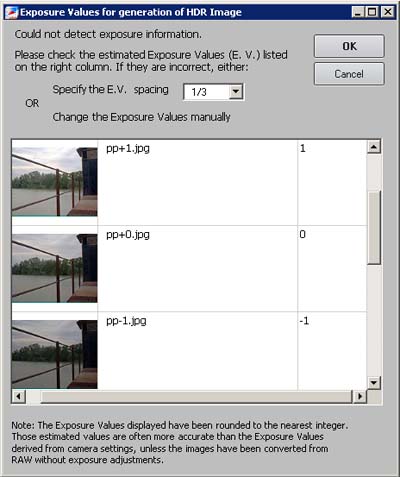 Exposure Values for generation of HDR Image
Could not detect exposure information.
OK
Please check the estimated Exposure Values (E. V.) listed
on the right column. If they are incorrect, either:
Cancel
Specify the E.V. spacing 1/3
OR
Change the Exposure Values manually
pp+1.jpg 1
pp+0.jpg 0
pp-1.jpg -1
Note: The Exposure Values displayed have been rounded to the nearest integer.
Those estimated values are often more accurate than the Exposure Values
derived from camera settings, unless the images have been converted from
RAW without exposure adjustments.